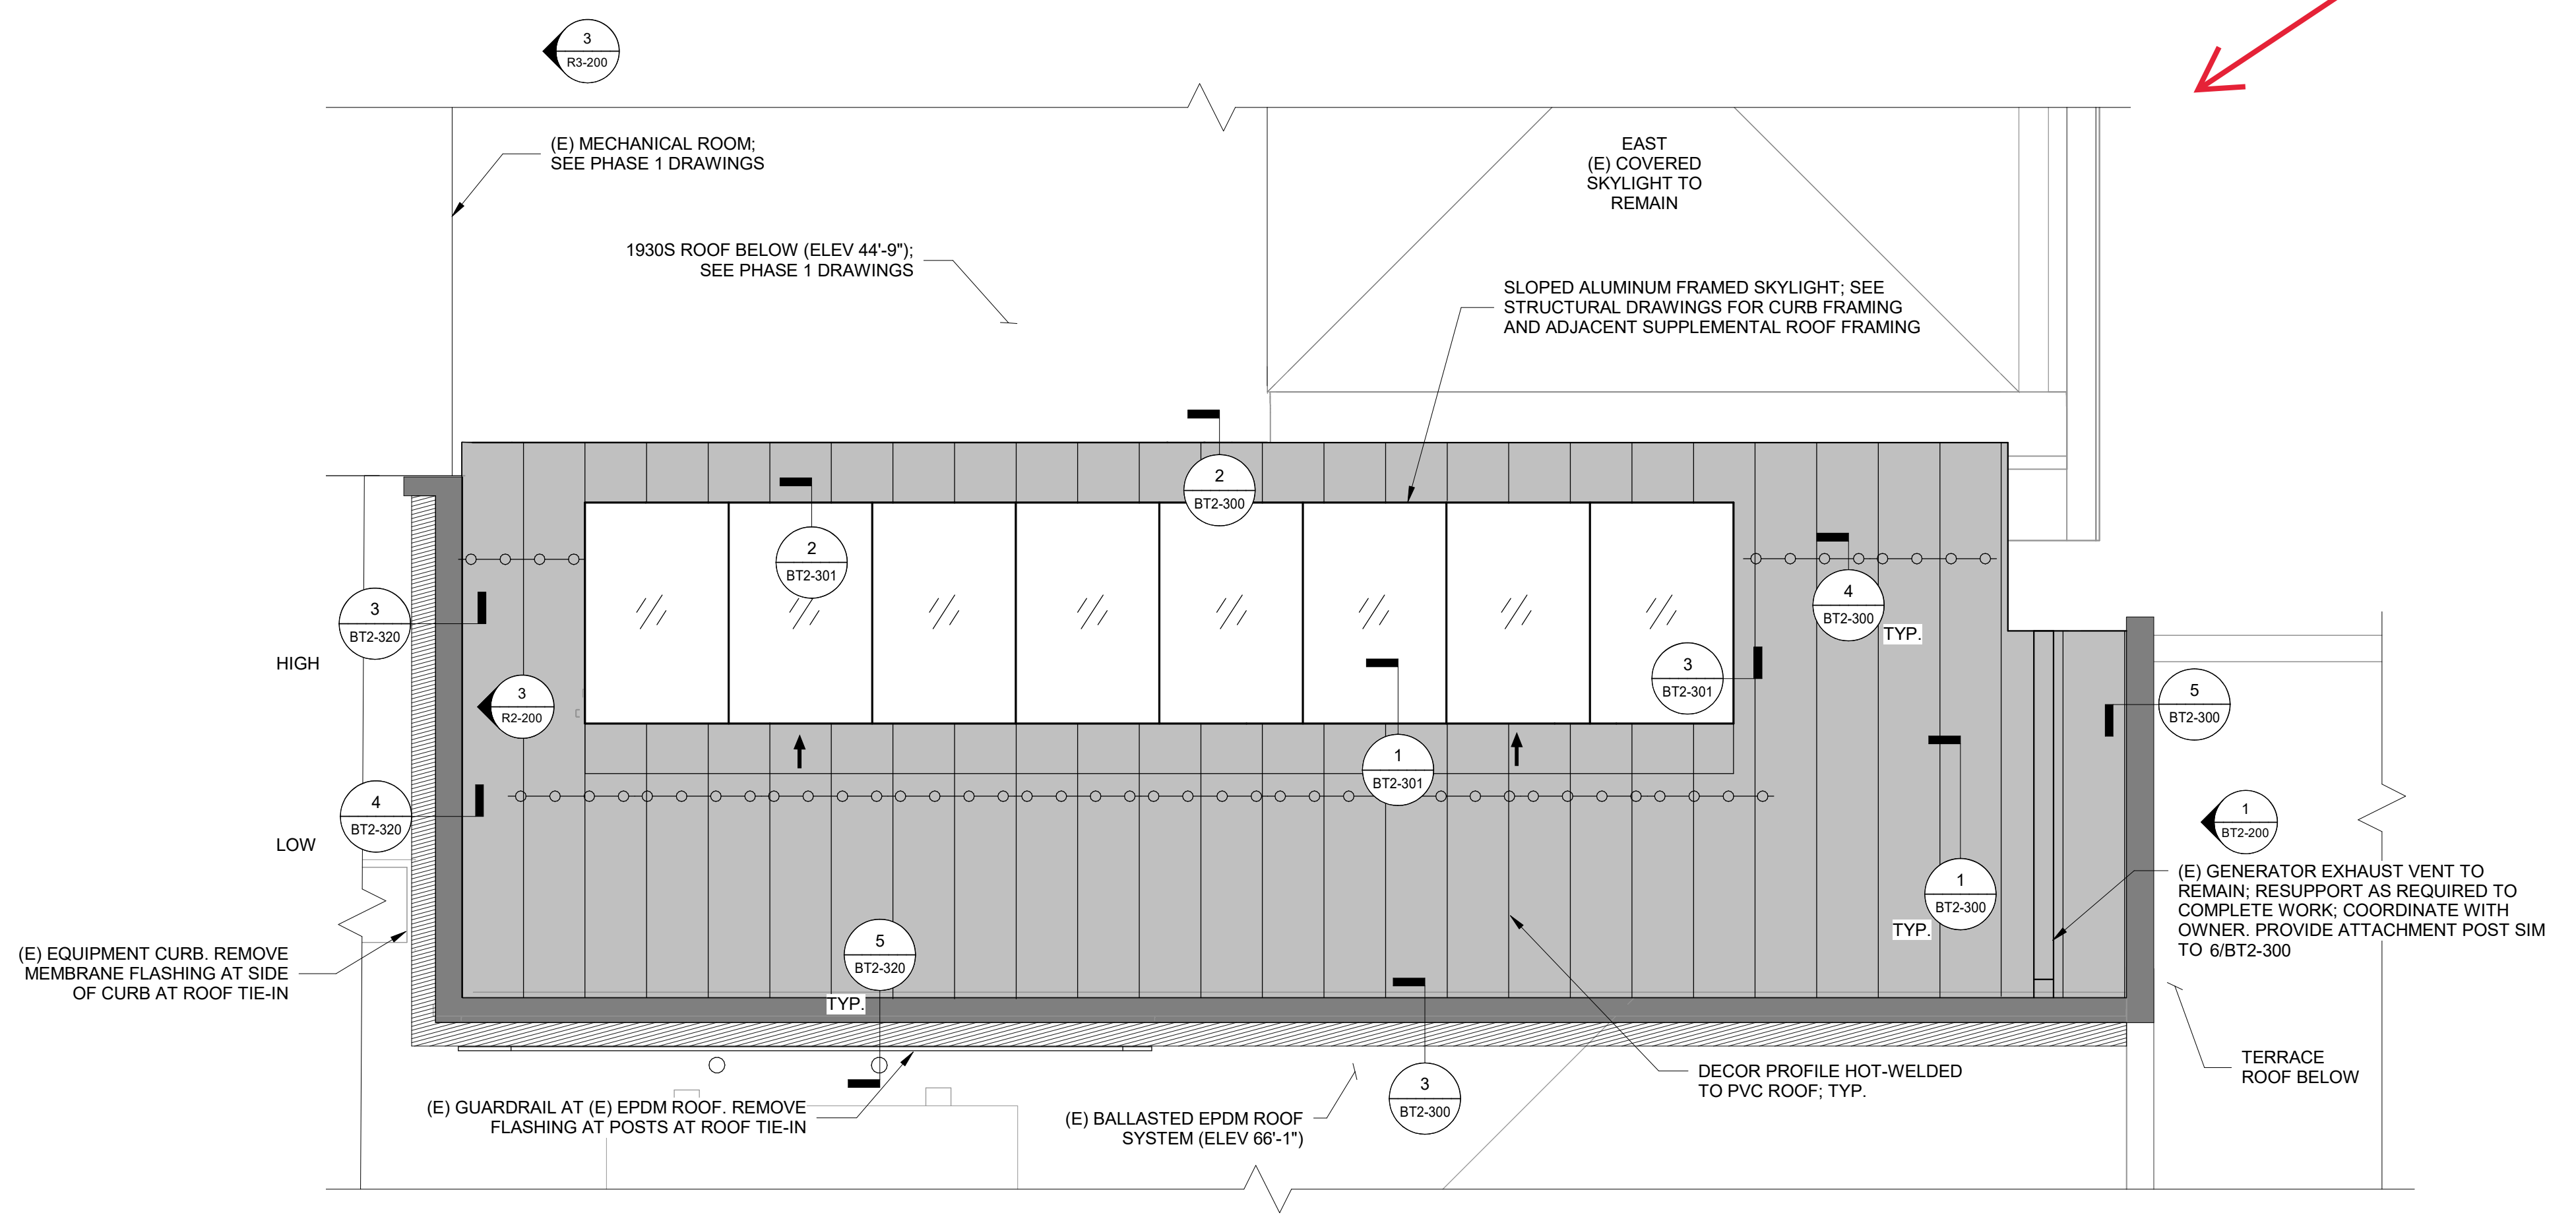 3
R3-200
(E) MECHANICAL ROOM;
SEE PHASE 1 DRAWINGS
EAST
(E) COVERED
SKYLIGHT TO
REMAIN
1930S ROOF BELOW (ELEV 44'-9");
SEE PHASE 1 DRAWINGS
SLOPED ALUMINUM FRAMED SKYLIGHT; SEE
STRUCTURAL DRAWINGS FOR CURB FRAMING
AND ADJACENT SUPPLEMENTAL ROOF FRAMING
2
BT2-300
2
BT2-301
3
BT2-320
4
BT2-300
TYP.
HIGH
3
R2-200
3
BT2-301
5
BT2-300
1
BT2-301
4
BT2-320
LOW
1
BT2-200
1
BT2-300
TYP.
(E) GENERATOR EXHAUST VENT TO
REMAIN; RESUPPORT AS REQUIRED TO
COMPLETE WORK; COORDINATE WITH
OWNER. PROVIDE ATTACHMENT POST SIM
TO 6/BT2-300
(E) EQUIPMENT CURB. REMOVE
MEMBRANE FLASHING AT SIDE
OF CURB AT ROOF TIE-IN
5
BT2-320
TYP.
(E) GUARDRAIL AT (E) EPDM ROOF. REMOVE
FLASHING AT POSTS AT ROOF TIE-IN
(E) BALLASTED EPDM ROOF
SYSTEM (ELEV 66'-1")
3
BT2-300
DECOR PROFILE HOT-WELDED
TO PVC ROOF; TYP.
TERRACE
ROOF BELOW